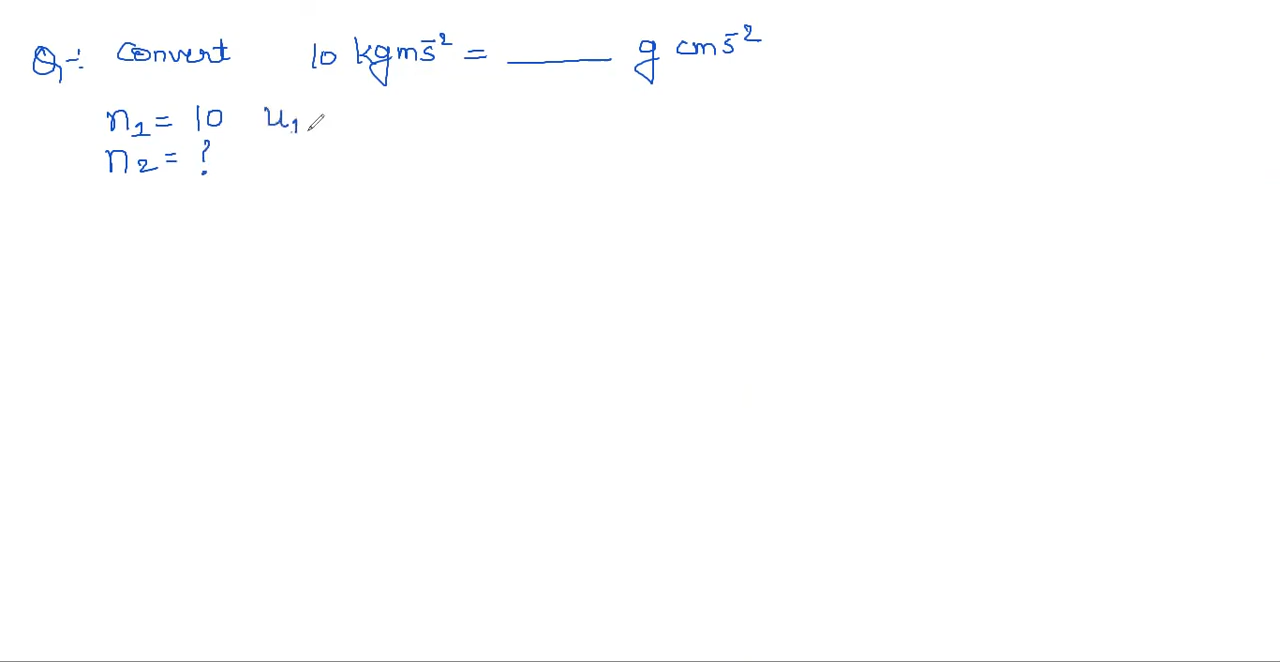 Q÷ Convert 10 kgms⁻² = ______ g cms⁻²
n₁ = 10 u₁
n₂ = ?